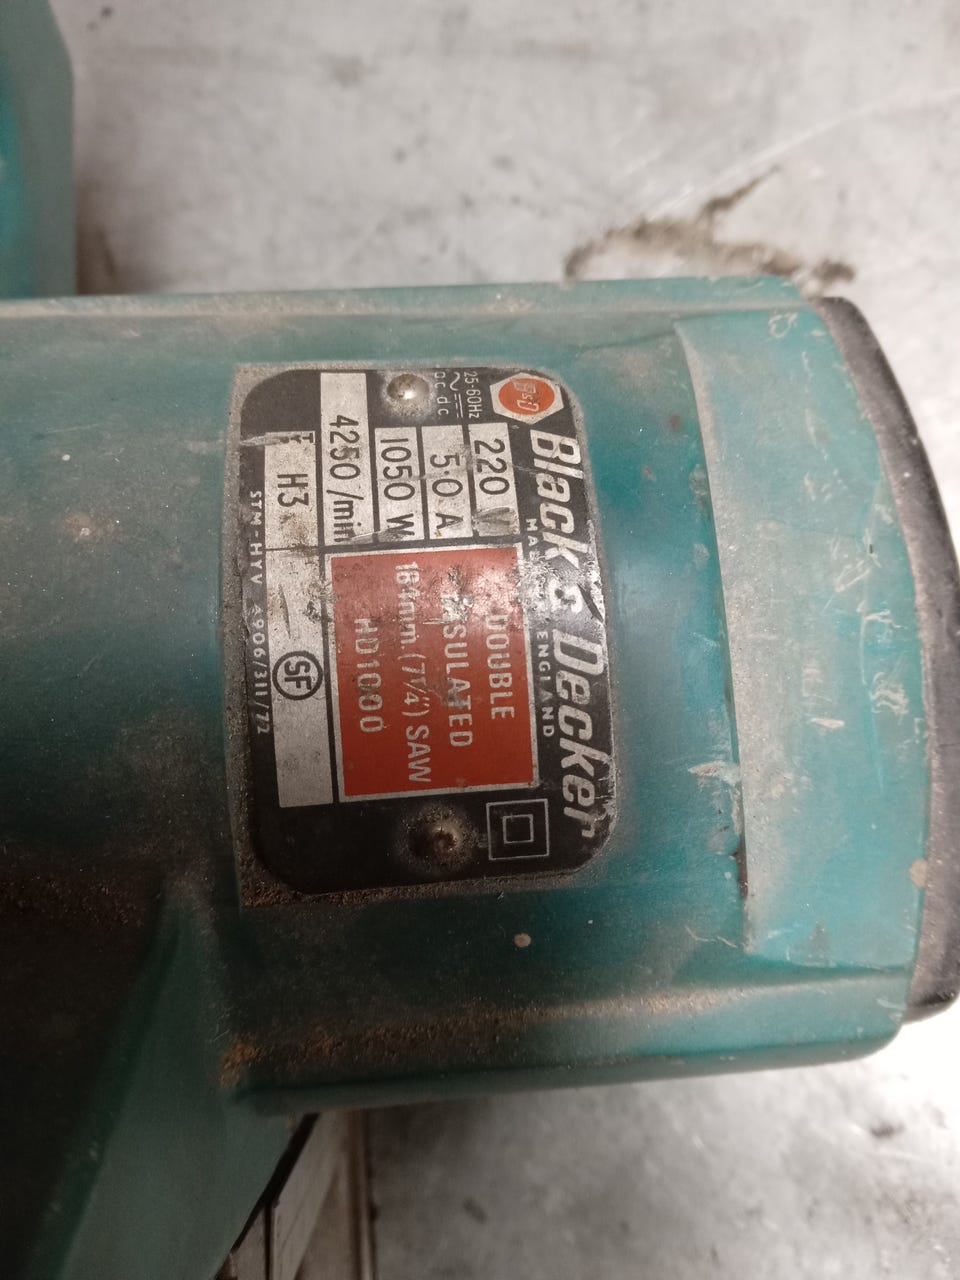 B&D
Black & Decker
MADE IN ENGLAND
25-60Hz
ac dc
220 V
5.0 A
1050 W
4250/min
H3
DOUBLE
INSULATED
184mm.(7¼") SAW
HD1000
SF
STM-HYV